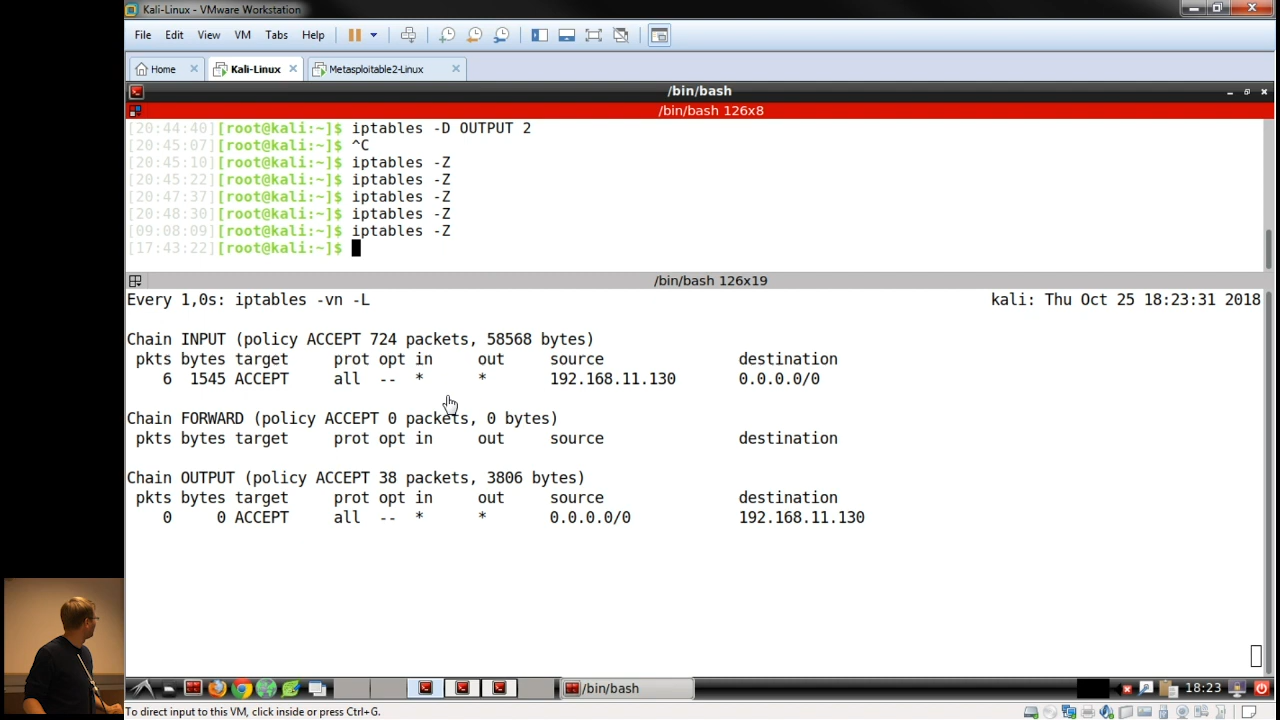 Kali-Linux - VMware Workstation
File Edit View VM Tabs Help
Home Kali-Linux Metasploitable2-Linux
/bin/bash
/bin/bash 126x8
[20:44:40][root@kali:~]$ iptables -D OUTPUT 2
[20:45:07][root@kali:~]$ ^C
[20:45:10][root@kali:~]$ iptables -Z
[20:45:22][root@kali:~]$ iptables -Z
[20:47:37][root@kali:~]$ iptables -Z
[20:48:30][root@kali:~]$ iptables -Z
[09:08:09][root@kali:~]$ iptables -Z
[17:43:22][root@kali:~]$
/bin/bash 126x19
Every 1,0s: iptables -vn -L kali: Thu Oct 25 18:23:31 2018
Chain INPUT (policy ACCEPT 724 packets, 58568 bytes)
pkts bytes target prot opt in out source destination
6 1545 ACCEPT all -- * * 192.168.11.130 0.0.0.0/0
Chain FORWARD (policy ACCEPT 0 packets, 0 bytes)
pkts bytes target prot opt in out source destination
Chain OUTPUT (policy ACCEPT 38 packets, 3806 bytes)
pkts bytes target prot opt in out source destination
0 0 ACCEPT all -- * * 0.0.0.0/0 192.168.11.130
/bin/bash 18:23
To direct input to this VM, click inside or press Ctrl+G.